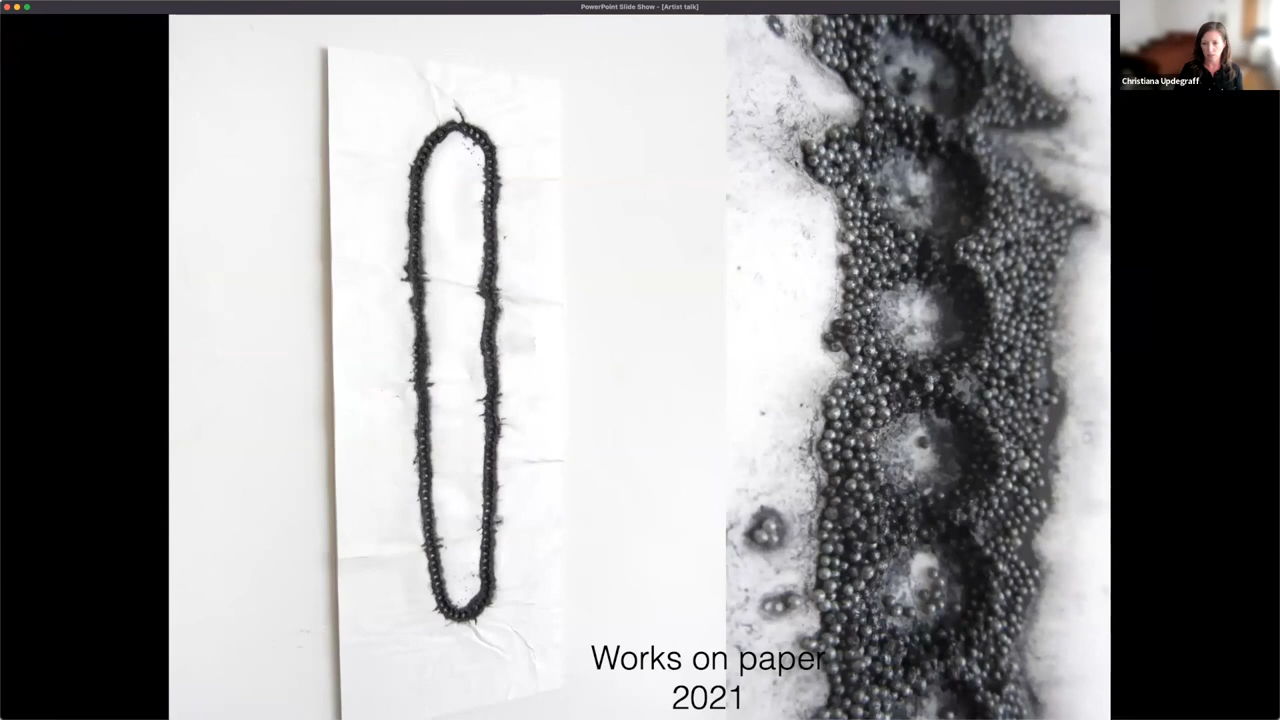 PowerPoint Slide Show - [Artist talk]
Christiana Updegraff
Works on paper
2021